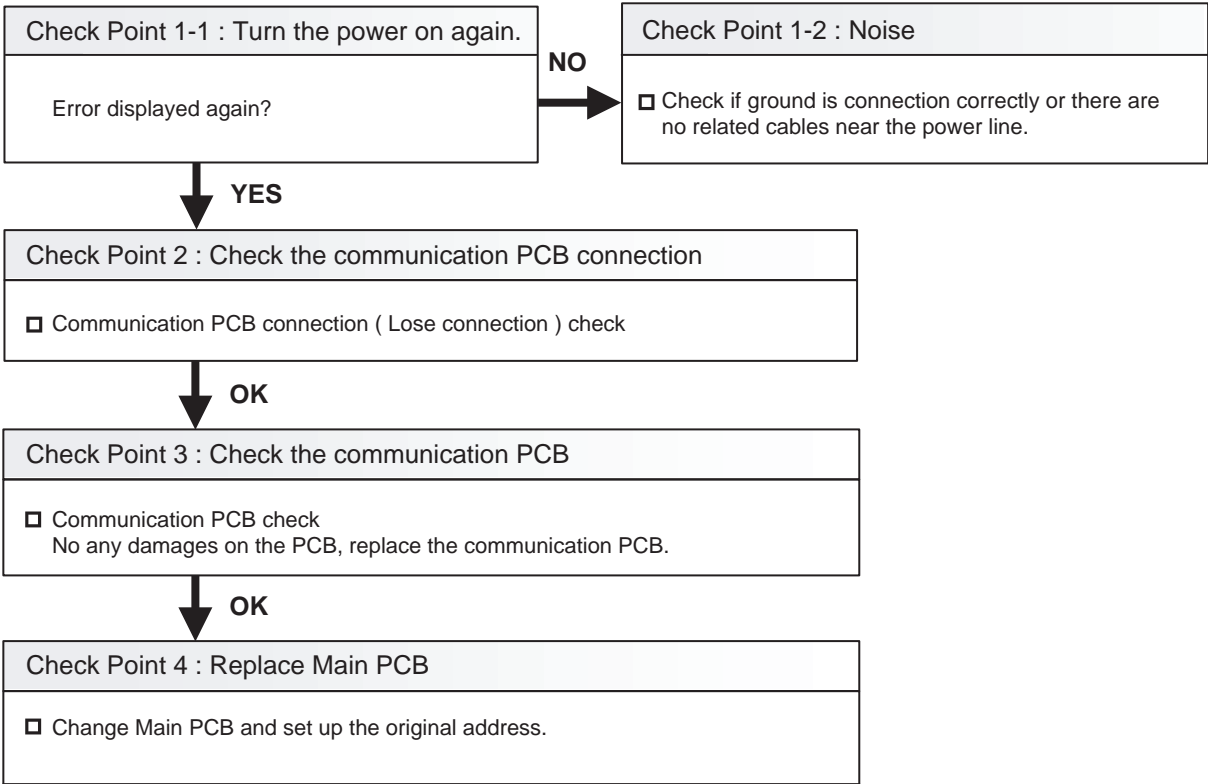 Check Point 1-1 : Turn the power on again.
Error displayed again?
NO
Check Point 1-2 : Noise
Check if ground is connection correctly or there are
no related cables near the power line.
YES
Check Point 2 : Check the communication PCB connection
Communication PCB connection ( Lose connection ) check
OK
Check Point 3 : Check the communication PCB
Communication PCB check
No any damages on the PCB, replace the communication PCB.
OK
Check Point 4 : Replace Main PCB
Change Main PCB and set up the original address.